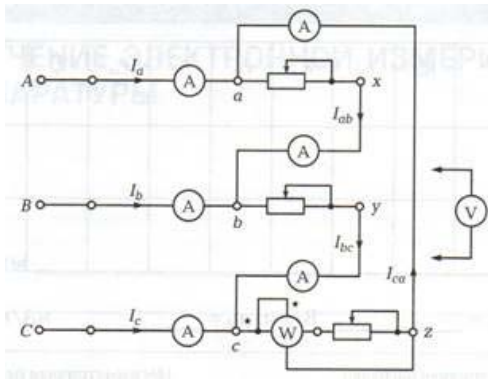 A
A I_a A a x
I_ab
A
B I_b A b y V
I_bc
A I_ca
C I_c A c * W * z